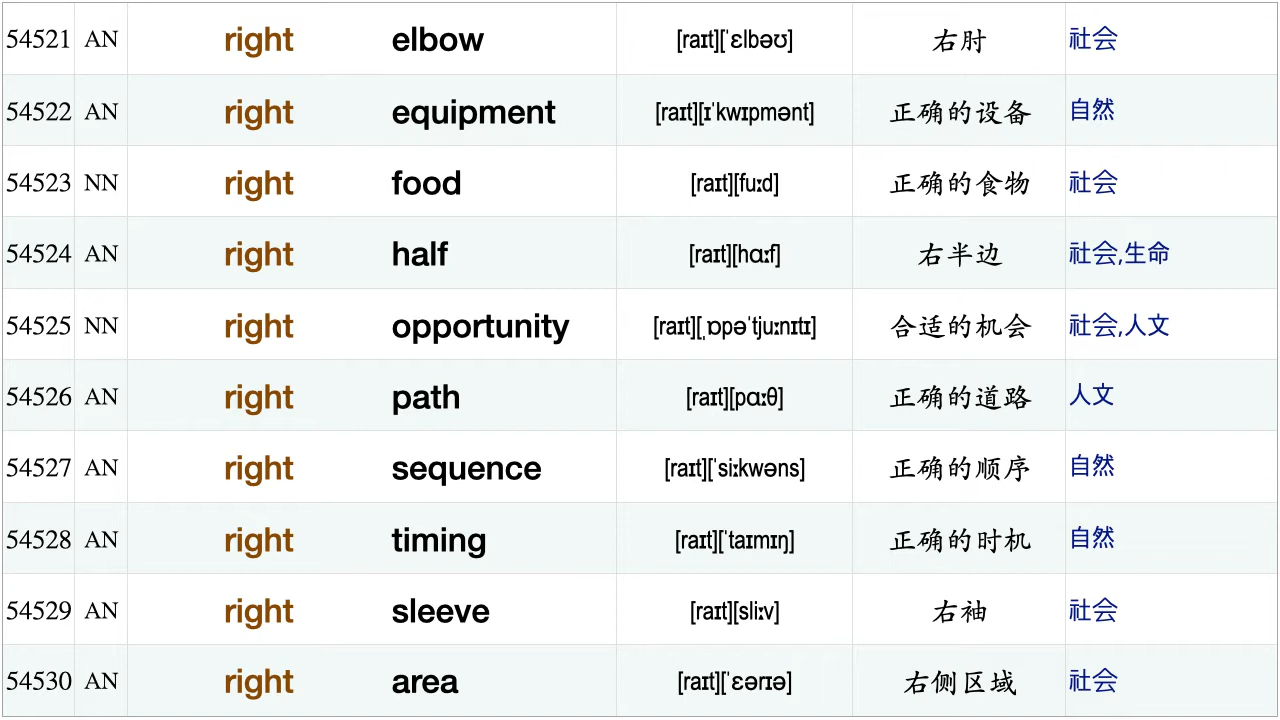 54521 AN right elbow [raɪt][ˈɛlbəʊ] 右肘 社会
54522 AN right equipment [raɪt][ɪˈkwɪpmənt] 正确的设备 自然
54523 NN right food [raɪt][fuːd] 正确的食物 社会
54524 AN right half [raɪt][hɑːf] 右半边 社会,生命
54525 NN right opportunity [raɪt][ˌɒpəˈtjuːnɪtɪ] 合适的机会 社会,人文
54526 AN right path [raɪt][pɑːθ] 正确的道路 人文
54527 AN right sequence [raɪt][ˈsiːkwəns] 正确的顺序 自然
54528 AN right timing [raɪt][ˈtaɪmɪŋ] 正确的时机 自然
54529 AN right sleeve [raɪt][sliːv] 右袖 社会
54530 AN right area [raɪt][ˈɛərɪə] 右侧区域 社会